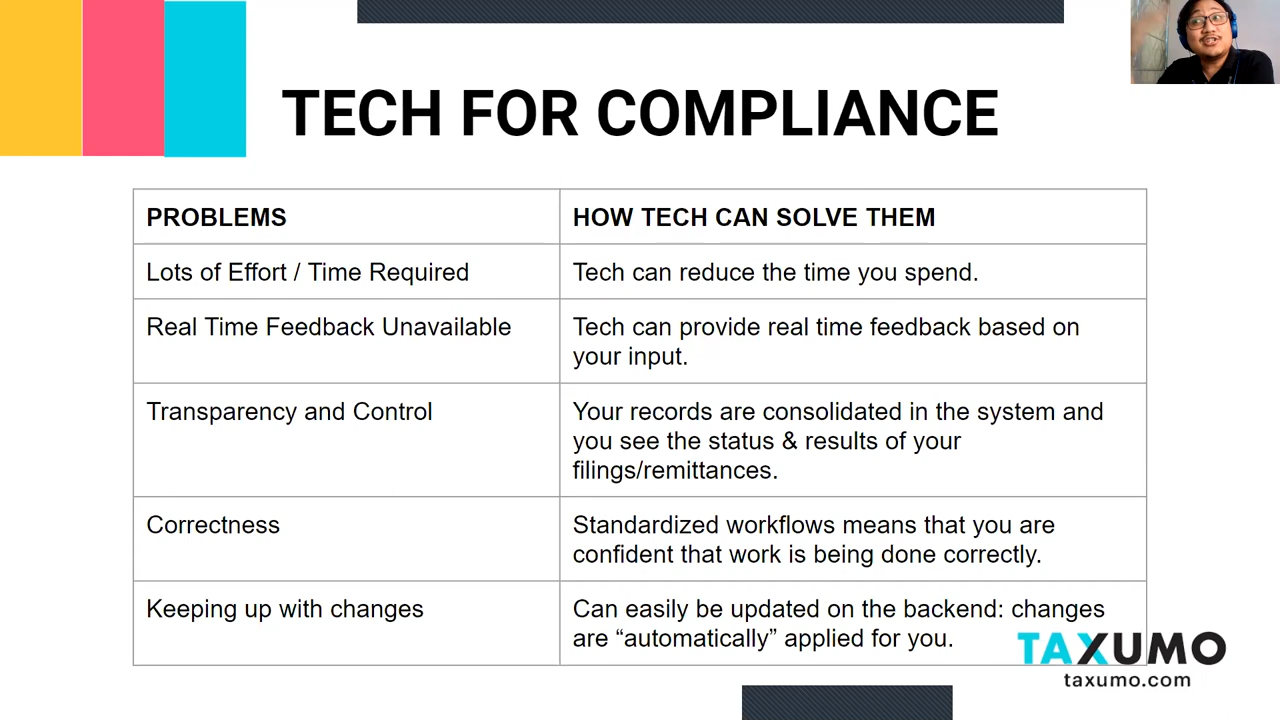 TECH FOR COMPLIANCE
PROBLEMS
HOW TECH CAN SOLVE THEM
Lots of Effort / Time Required
Tech can reduce the time you spend.
Real Time Feedback Unavailable
Tech can provide real time feedback based on
your input.
Transparency and Control
Your records are consolidated in the system and
you see the status & results of your
filings/remittances.
Correctness
Standardized workflows means that you are
confident that work is being done correctly.
Keeping up with changes
Can easily be updated on the backend: changes
are “automatically” applied for you.
TAXUMO
taxumo.com